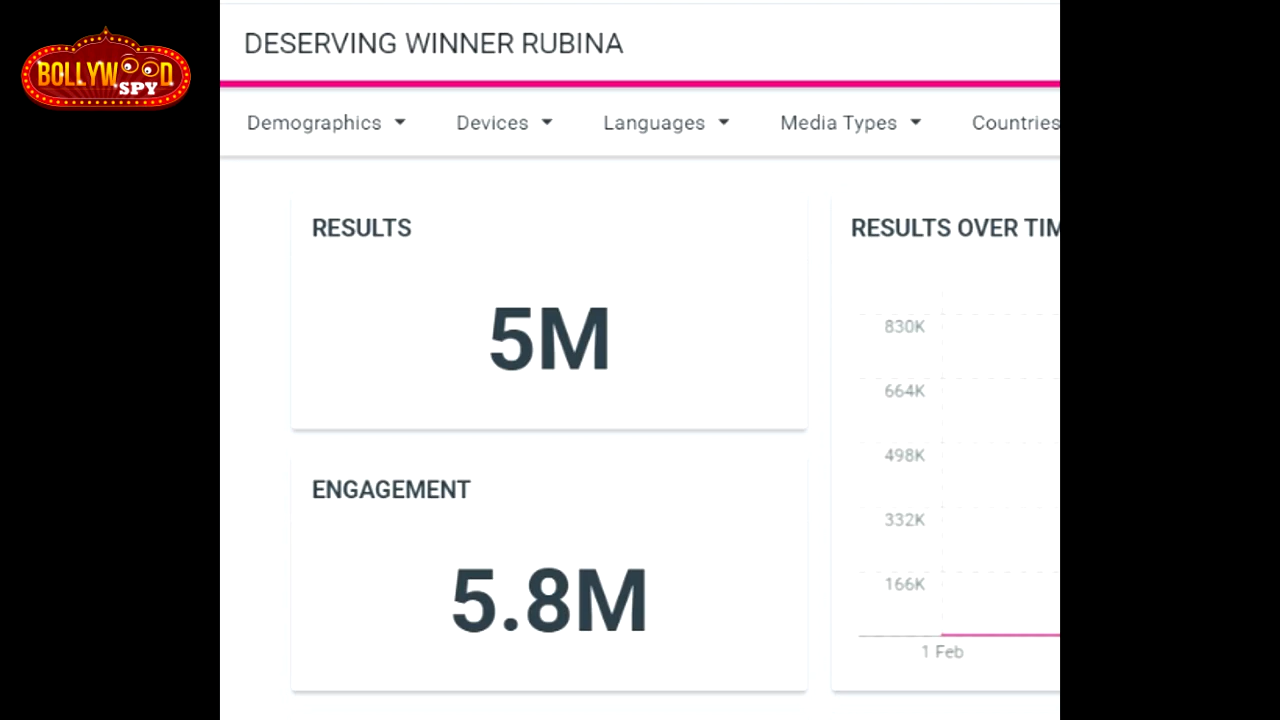 BOLLYWOOD
SPY
DESERVING WINNER RUBINA
Demographics Devices Languages Media Types Countries
RESULTS
5M
ENGAGEMENT
5.8M
RESULTS OVER TIM
830K
664K
498K
332K
166K
1 Feb